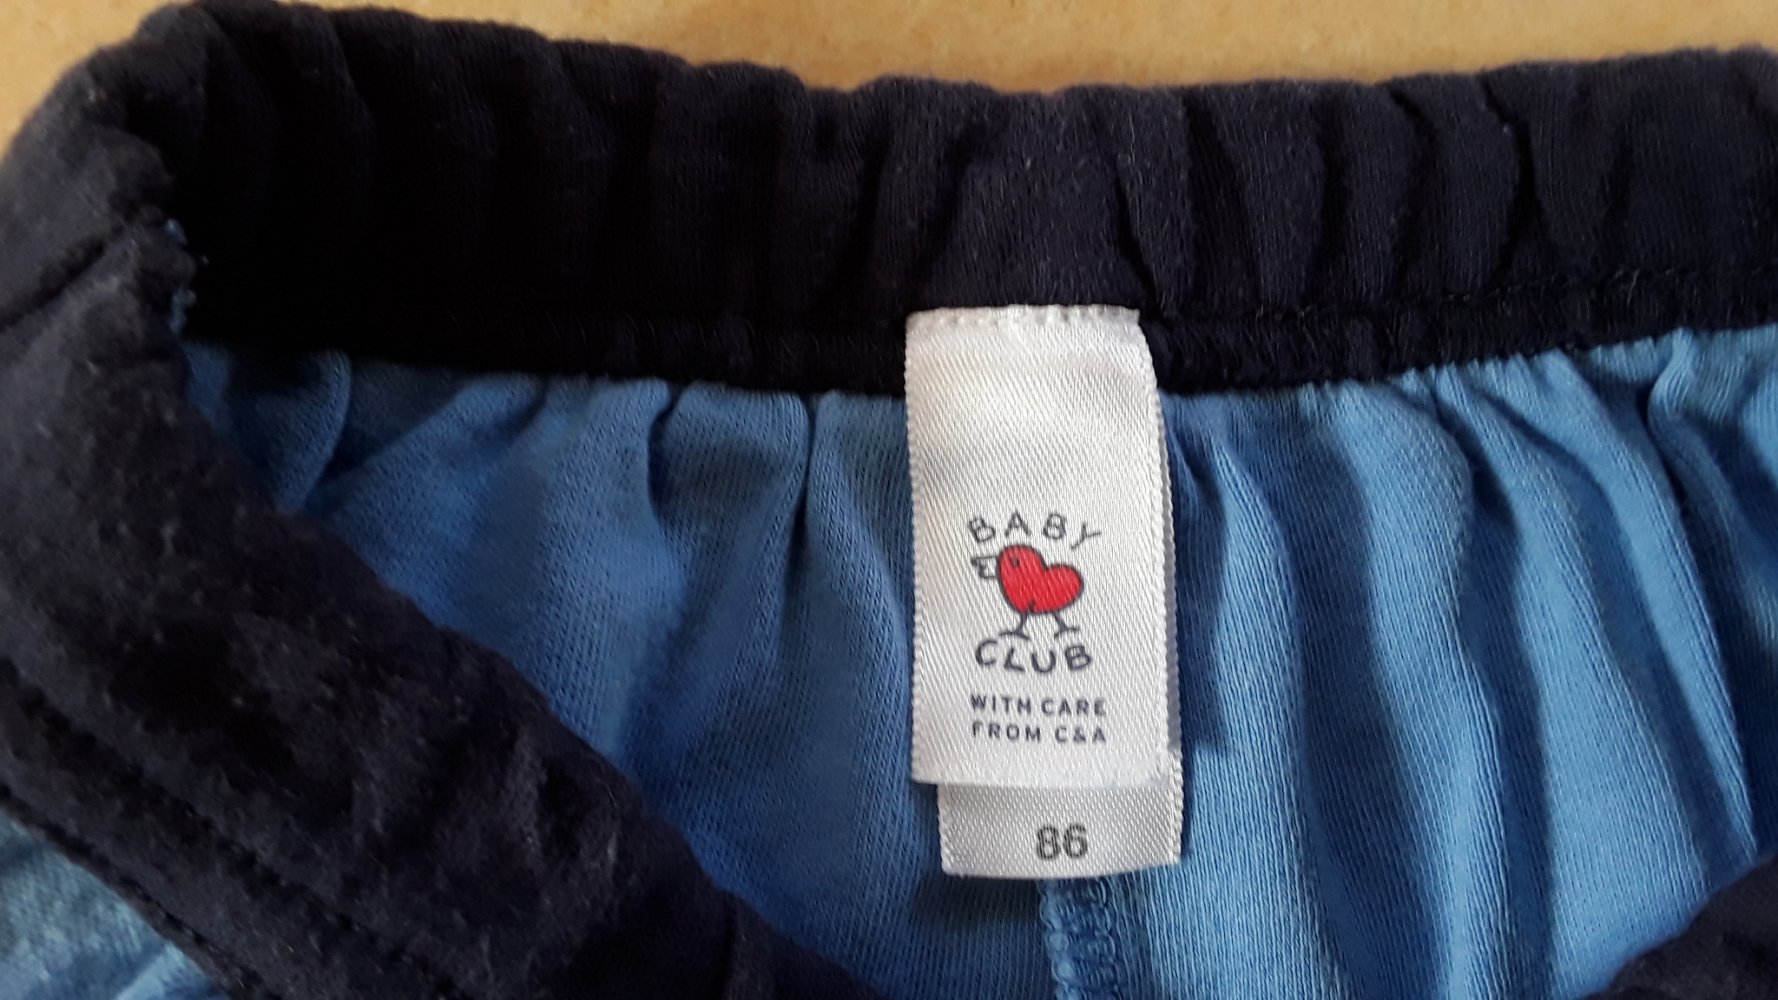 BABY
CLUB
WITH CARE
FROM C&A
86